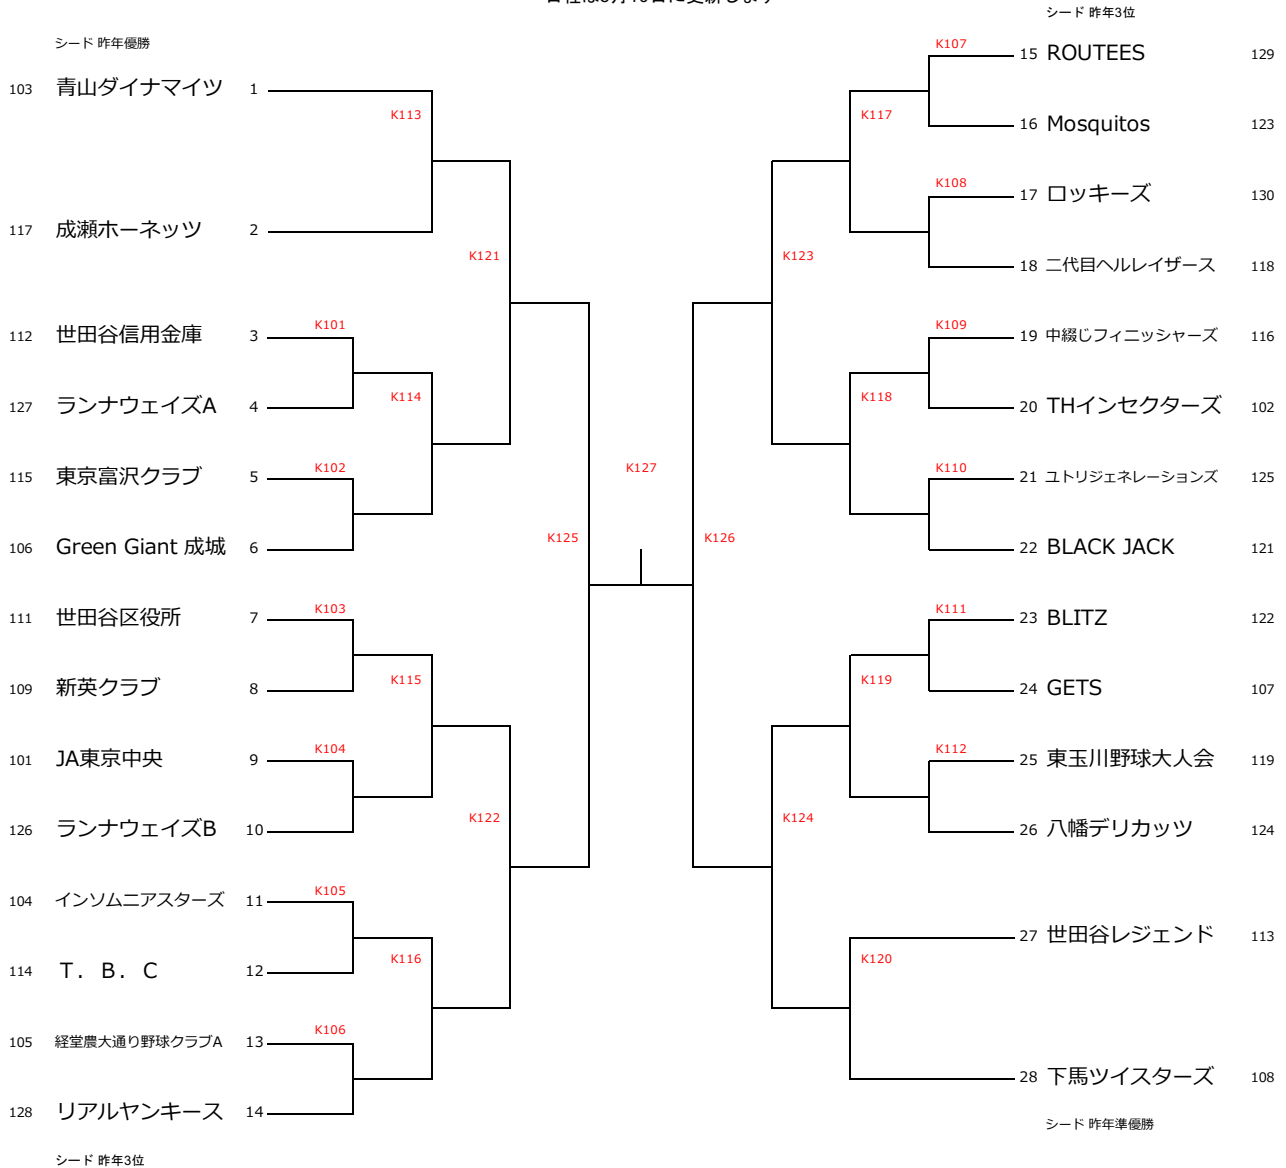 シード 昨年優勝
103 青山ダイナマイツ 1
K113
117 成瀬ホーネッツ 2
K121
112 世田谷信用金庫 3
K101
127 ランナウェイズA 4
K114
115 東京富沢クラブ 5
K102
106 Green Giant 成城 6
K125
111 世田谷区役所 7
K103
109 新英クラブ 8
K115
101 JA東京中央 9
K104
126 ランナウェイズB 10
K122
104 インソムニアスターズ 11
K105
114 T. B. C 12
K116
105 経堂農大通り野球クラブA 13
K106
128 リアルヤンキース 14
シード 昨年3位
K127
シード 昨年3位
K107
15 ROUTEES 129
K117
16 Mosquitos 123
K108
17 ロッキーズ 130
K123
18 二代目ヘルレイザース 118
K109
19 中綴じフィニッシャーズ 116
K118
20 THインセクターズ 102
K110
21 ユトリジェネレーションズ 125
K126
22 BLACK JACK 121
K111
23 BLITZ 122
K119
24 GETS 107
K112
25 東玉川野球大人会 119
K124
26 八幡デリカッツ 124
27 世田谷レジェンド 113
K120
28 下馬ツイスターズ 108
シード 昨年準優勝